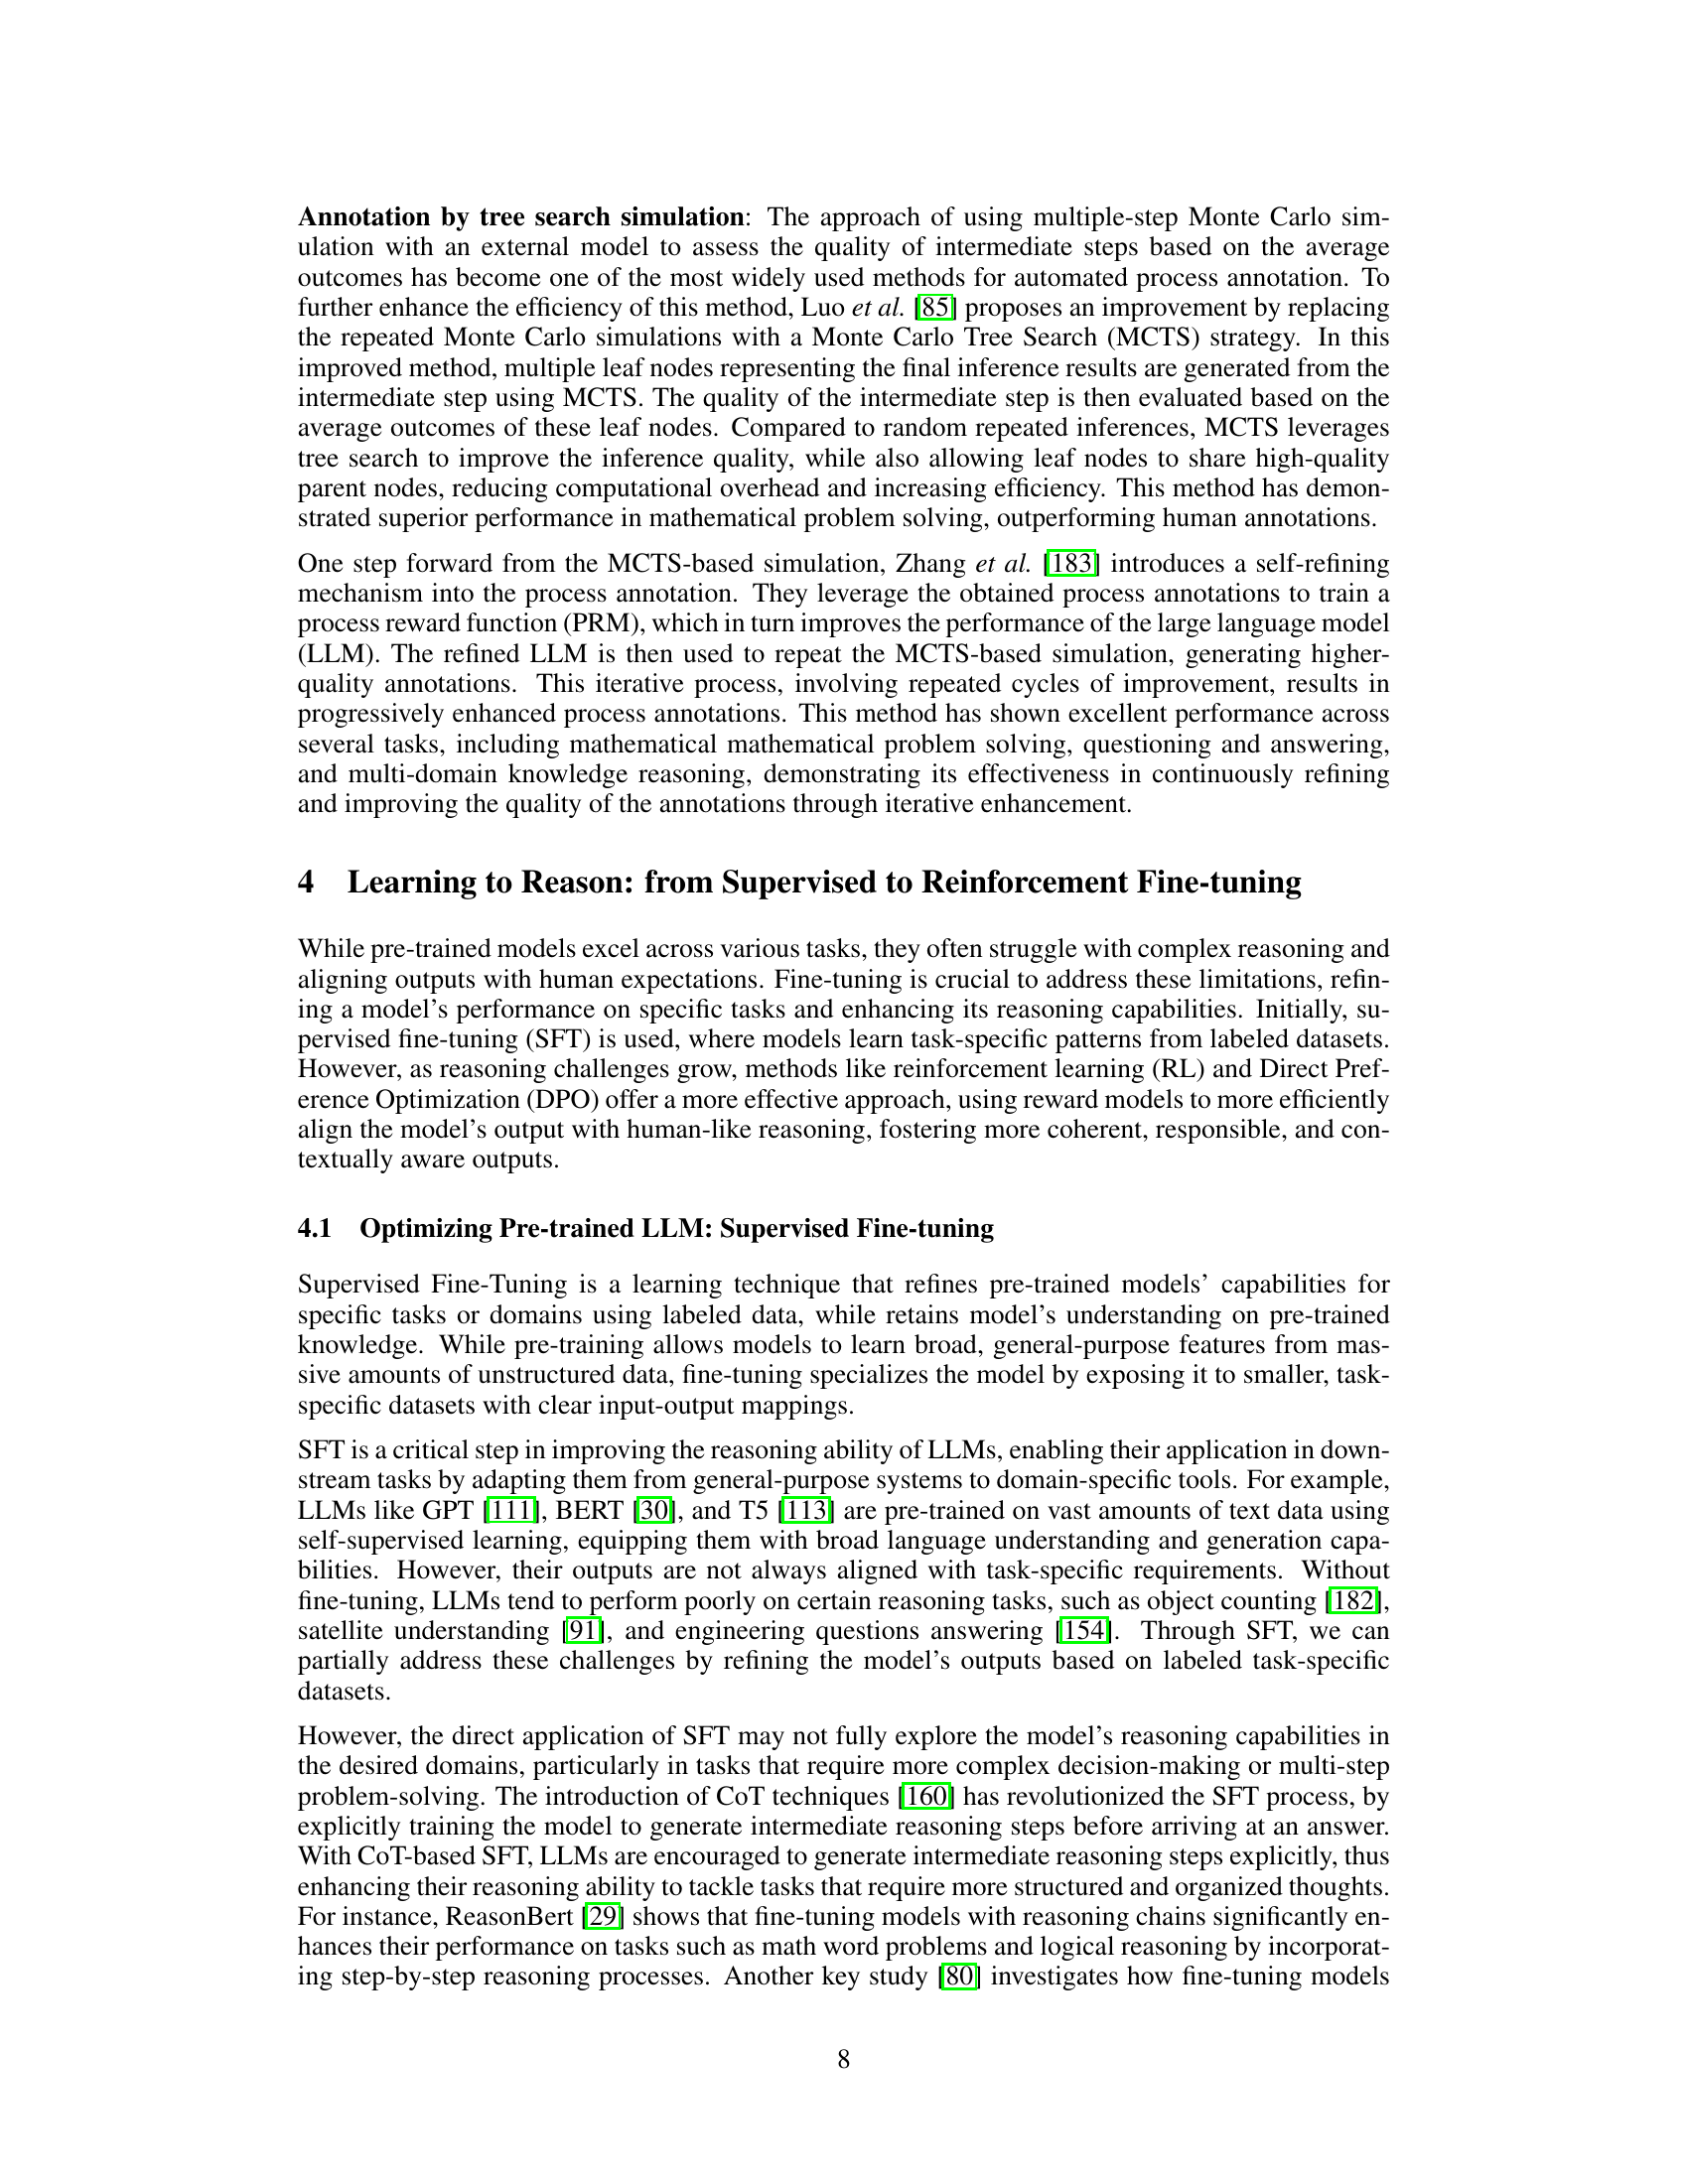 Annotation by tree search simulation: The approach of using multiple-step Monte Carlo sim-
ulation with an external model to assess the quality of intermediate steps based on the average
outcomes has become one of the most widely used methods for automated process annotation. To
further enhance the efficiency of this method, Luo et al. [85] proposes an improvement by replacing
the repeated Monte Carlo simulations with a Monte Carlo Tree Search (MCTS) strategy. In this
improved method, multiple leaf nodes representing the final inference results are generated from the
intermediate step using MCTS. The quality of the intermediate step is then evaluated based on the
average outcomes of these leaf nodes. Compared to random repeated inferences, MCTS leverages
tree search to improve the inference quality, while also allowing leaf nodes to share high-quality
parent nodes, reducing computational overhead and increasing efficiency. This method has demon-
strated superior performance in mathematical problem solving, outperforming human annotations.
One step forward from the MCTS-based simulation, Zhang et al. [183] introduces a self-refining
mechanism into the process annotation. They leverage the obtained process annotations to train a
process reward function (PRM), which in turn improves the performance of the large language model
(LLM). The refined LLM is then used to repeat the MCTS-based simulation, generating higher-
quality annotations. This iterative process, involving repeated cycles of improvement, results in
progressively enhanced process annotations. This method has shown excellent performance across
several tasks, including mathematical mathematical problem solving, questioning and answering,
and multi-domain knowledge reasoning, demonstrating its effectiveness in continuously refining
and improving the quality of the annotations through iterative enhancement.
4 Learning to Reason: from Supervised to Reinforcement Fine-tuning
While pre-trained models excel across various tasks, they often struggle with complex reasoning and
aligning outputs with human expectations. Fine-tuning is crucial to address these limitations, refin-
ing a model's performance on specific tasks and enhancing its reasoning capabilities. Initially, su-
pervised fine-tuning (SFT) is used, where models learn task-specific patterns from labeled datasets.
However, as reasoning challenges grow, methods like reinforcement learning (RL) and Direct Pref-
erence Optimization (DPO) offer a more effective approach, using reward models to more efficiently
align the model's output with human-like reasoning, fostering more coherent, responsible, and con-
textually aware outputs.
4.1 Optimizing Pre-trained LLM: Supervised Fine-tuning
Supervised Fine-Tuning is a learning technique that refines pre-trained models' capabilities for
specific tasks or domains using labeled data, while retains model's understanding on pre-trained
knowledge. While pre-training allows models to learn broad, general-purpose features from mas-
sive amounts of unstructured data, fine-tuning specializes the model by exposing it to smaller, task-
specific datasets with clear input-output mappings.
SFT is a critical step in improving the reasoning ability of LLMs, enabling their application in down-
stream tasks by adapting them from general-purpose systems to domain-specific tools. For example,
LLMs like GPT [111], BERT [30], and T5 [113] are pre-trained on vast amounts of text data using
self-supervised learning, equipping them with broad language understanding and generation capa-
bilities. However, their outputs are not always aligned with task-specific requirements. Without
fine-tuning, LLMs tend to perform poorly on certain reasoning tasks, such as object counting [182],
satellite understanding [91], and engineering questions answering [154]. Through SFT, we can
partially address these challenges by refining the model's outputs based on labeled task-specific
datasets.
However, the direct application of SFT may not fully explore the model's reasoning capabilities in
the desired domains, particularly in tasks that require more complex decision-making or multi-step
problem-solving. The introduction of CoT techniques [160] has revolutionized the SFT process, by
explicitly training the model to generate intermediate reasoning steps before arriving at an answer.
With CoT-based SFT, LLMs are encouraged to generate intermediate reasoning steps explicitly, thus
enhancing their reasoning ability to tackle tasks that require more structured and organized thoughts.
For instance, ReasonBert [29] shows that fine-tuning models with reasoning chains significantly en-
hances their performance on tasks such as math word problems and logical reasoning by incorporat-
ing step-by-step reasoning processes. Another key study [80] investigates how fine-tuning models
8